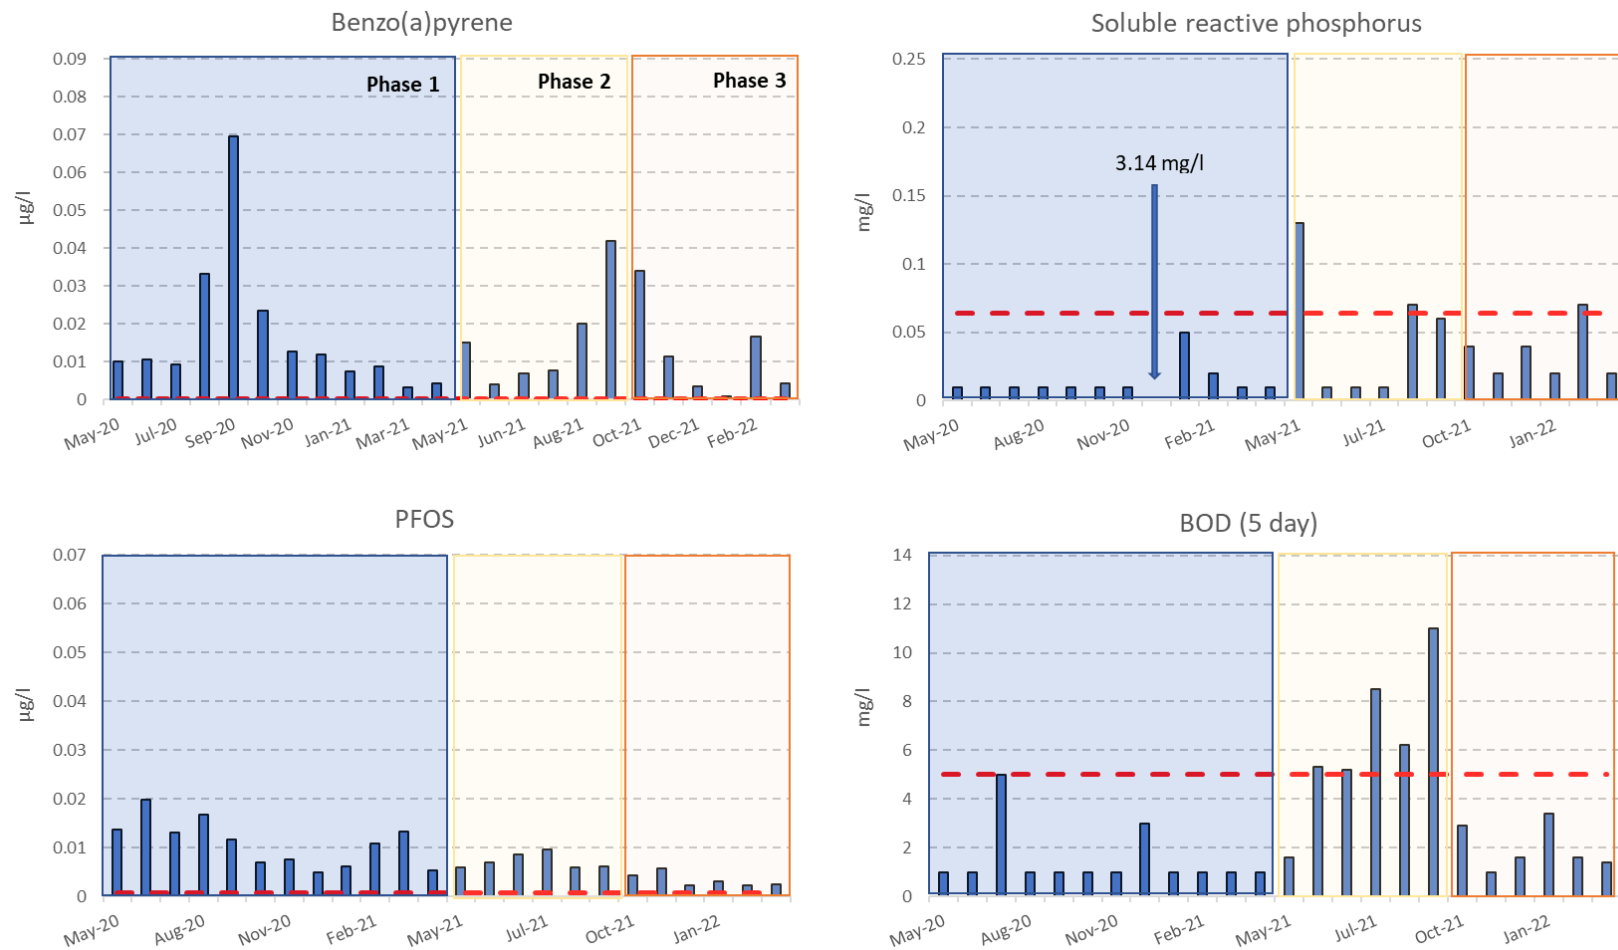 Benzo(a)pyrene
0.09
0.08
0.07
0.06
0.05
0.04
0.03
0.02
0.01
0
µg/l
Phase 1
Phase 2
Phase 3
May-20 Jul-20 Sep-20 Nov-20 Jan-21 Mar-21 May-21 Jun-21 Aug-21 Oct-21 Dec-21 Feb-22
Soluble reactive phosphorus
0.25
0.2
0.15
0.1
0.05
0
mg/l
3.14 mg/l
May-20 Aug-20 Nov-20 Feb-21 May-21 Jul-21 Oct-21 Jan-22
PFOS
0.07
0.06
0.05
0.04
0.03
0.02
0.01
0
µg/l
May-20 Aug-20 Nov-20 Feb-21 May-21 Jul-21 Oct-21 Jan-22
BOD (5 day)
14
12
10
8
6
4
2
0
mg/l
May-20 Aug-20 Nov-20 Feb-21 May-21 Jul-21 Oct-21 Jan-22